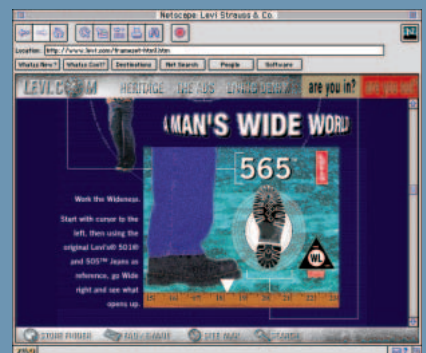 Netscape: Levi Strauss & Co.
Location: http://www.levi.com/frameset-html.htm
What's New? What's Cool? Destinations Net Search People Software
HERITAGE THE ADS LIVING DENIM are you in?
A MAN'S WIDE WORLD
565
Work the Wideness.
Start with cursor to the
left, then using the
original Levi's® 501®
and 505™ Jeans as
reference, go Wide
right and see what
opens up.
WL
STORE FINDER SITE MAP SEARCH